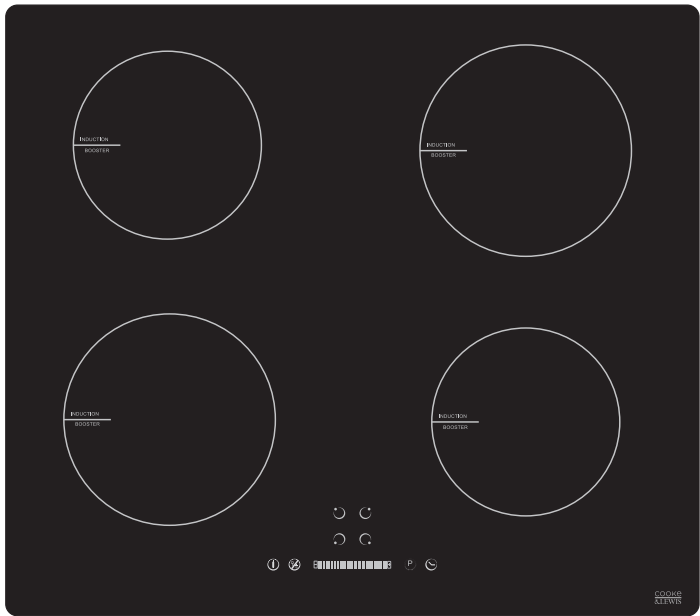 INDUCTION
BOOSTER
INDUCTION
BOOSTER
INDUCTION
BOOSTER
INDUCTION
BOOSTER
P
COOKE
&LEWIS